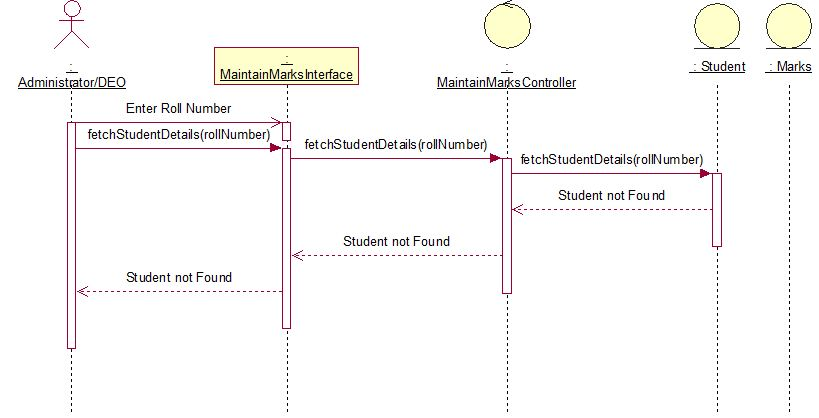 :
Administrator/DEO
:
MaintainMarksInterface
:
MaintainMarksController
: Student
: Marks
Enter Roll Number
fetchStudentDetails(rollNumber)
fetchStudentDetails(rollNumber)
fetchStudentDetails(rollNumber)
Student not Found
Student not Found
Student not Found